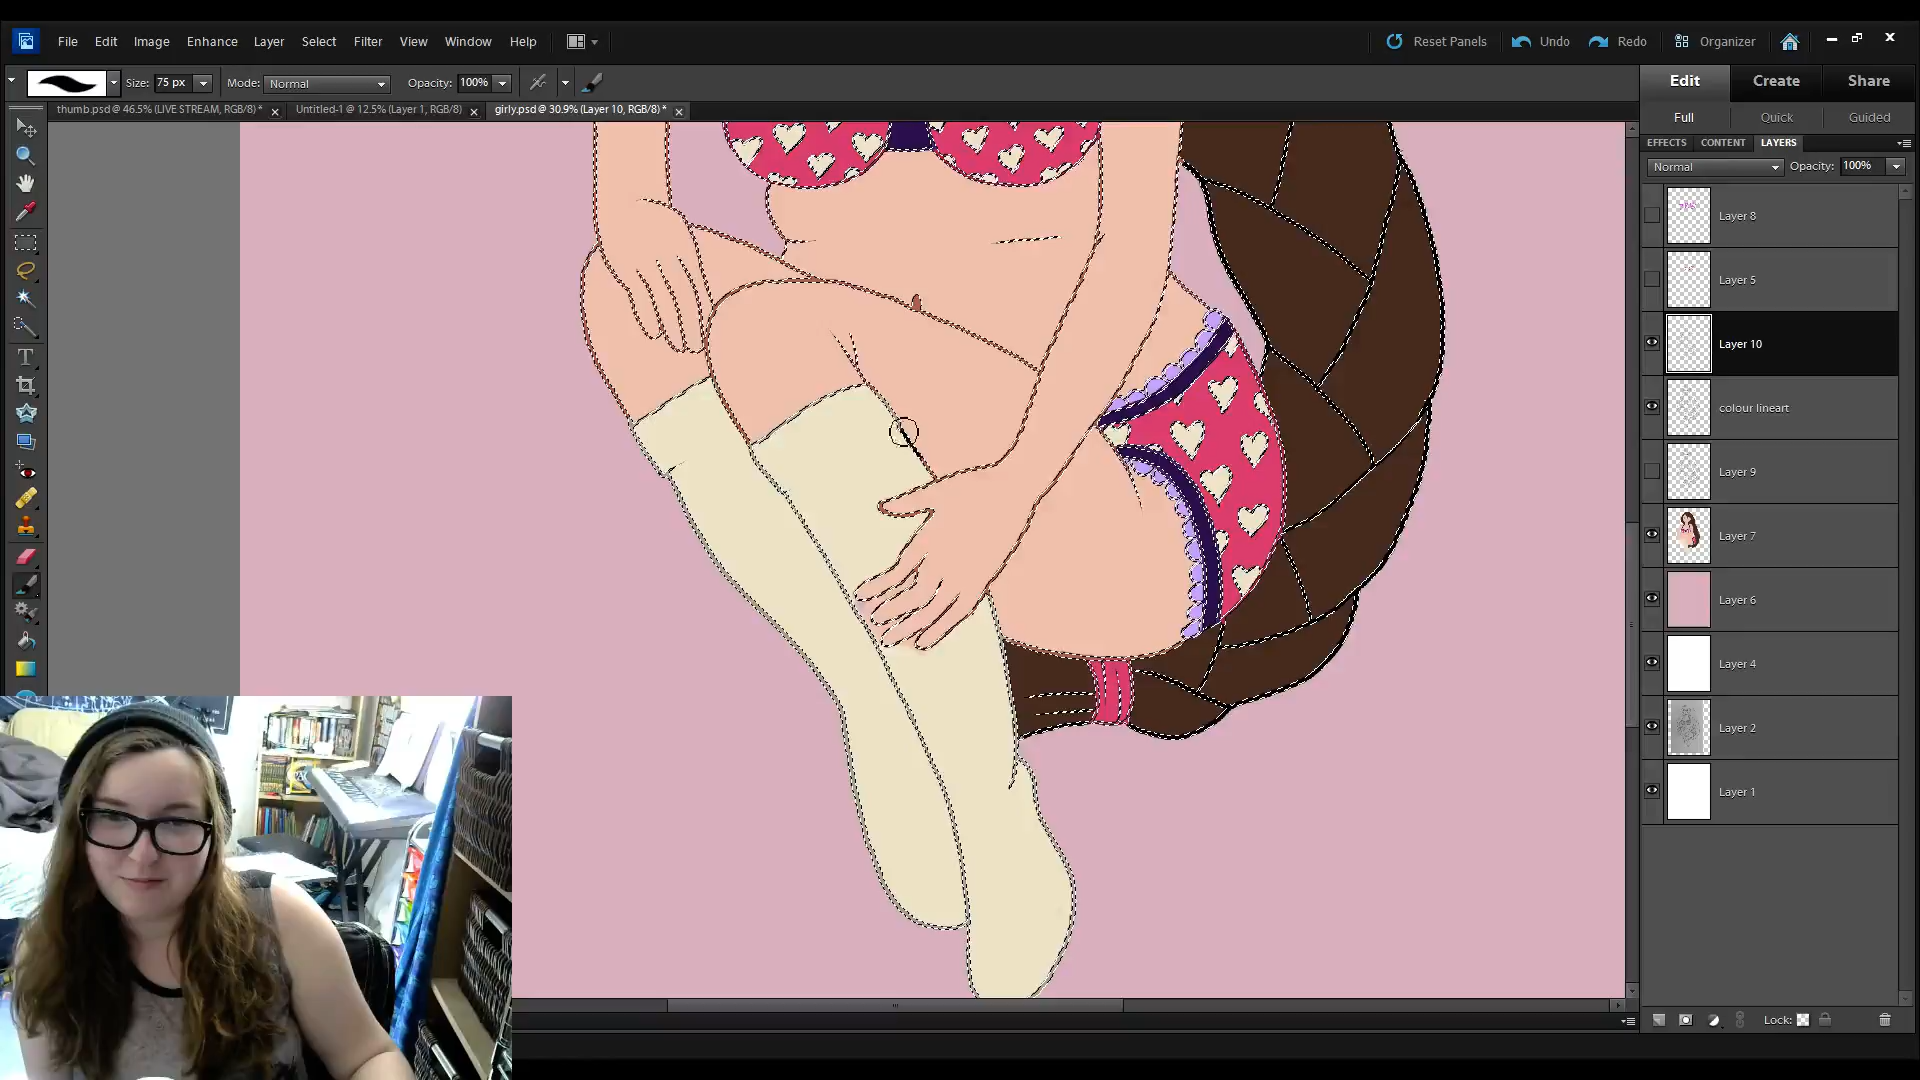 File Edit Image Enhance Layer Select Filter View Window Help Reset Panels Undo Redo Organizer
Size: 75 px Mode: Normal Opacity: 100% Edit Create Share
thumb.psd @ 46.5% (LIVE STREAM, RGB/8) * Untitled-1 @ 12.5% (Layer 1, RGB/8) girly.psd @ 30.9% (Layer 10, RGB/8) *
Full Quick Guided
EFFECTS CONTENT LAYERS
Normal Opacity: 100%
Layer 8
Layer 5
Layer 10
colour lineart
Layer 9
Layer 7
Layer 6
Layer 4
Layer 2
Layer 1
Lock: